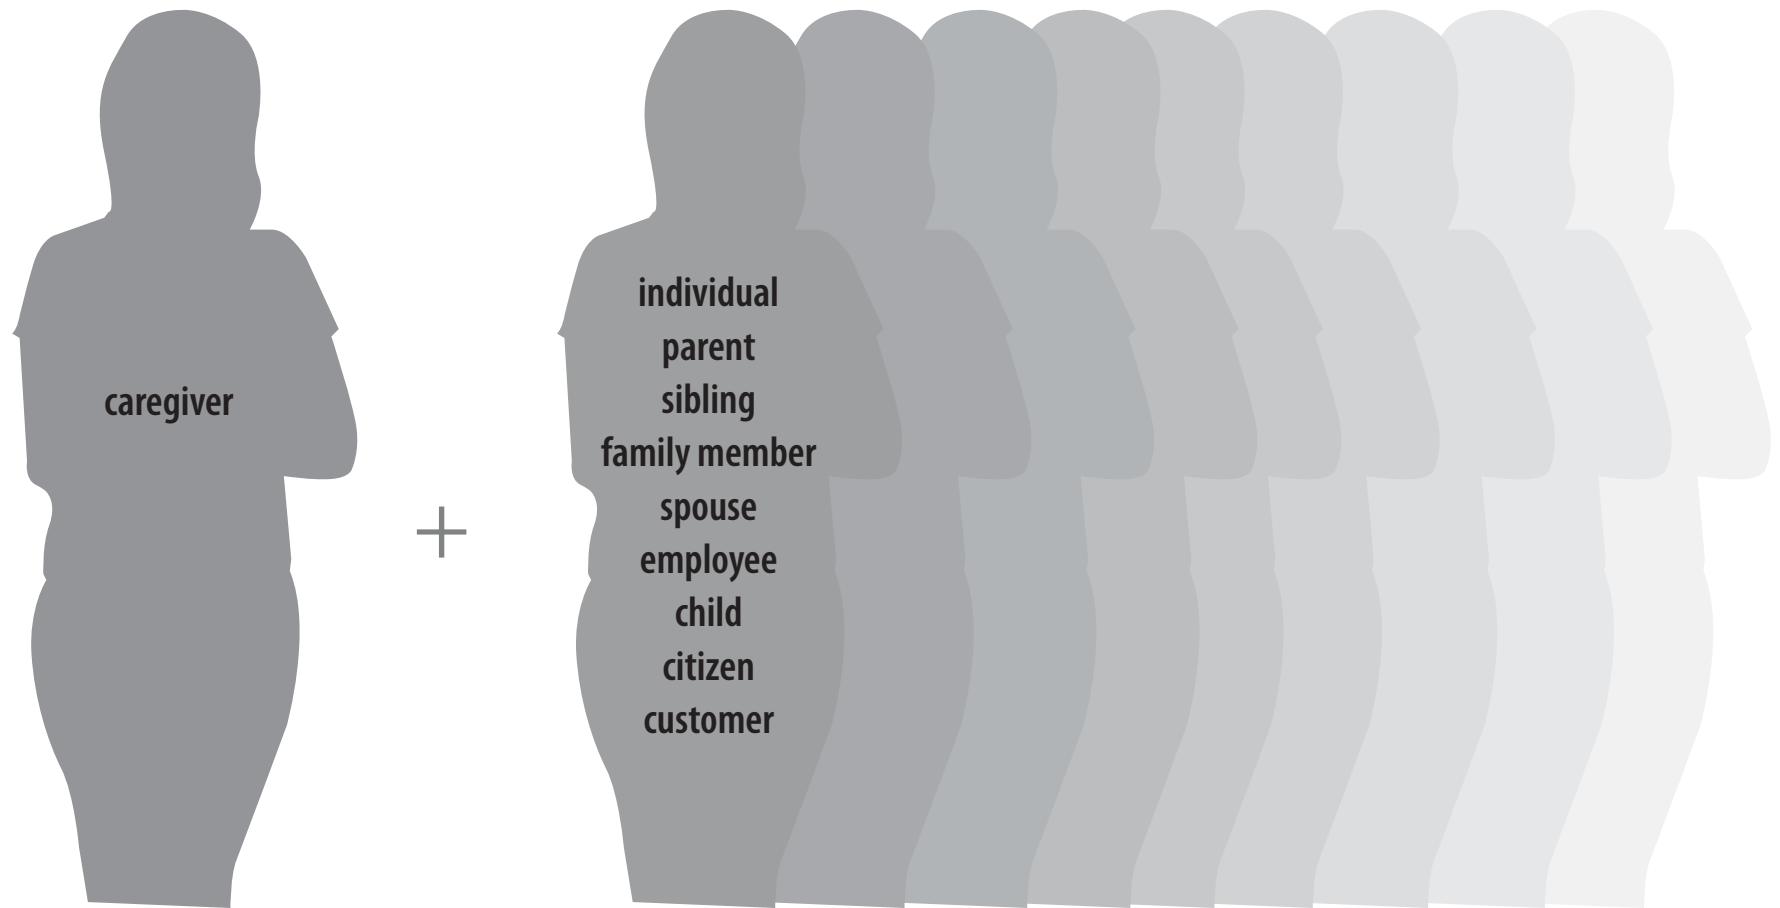 caregiver
+
individual
parent
sibling
family member
spouse
employee
child
citizen
customer